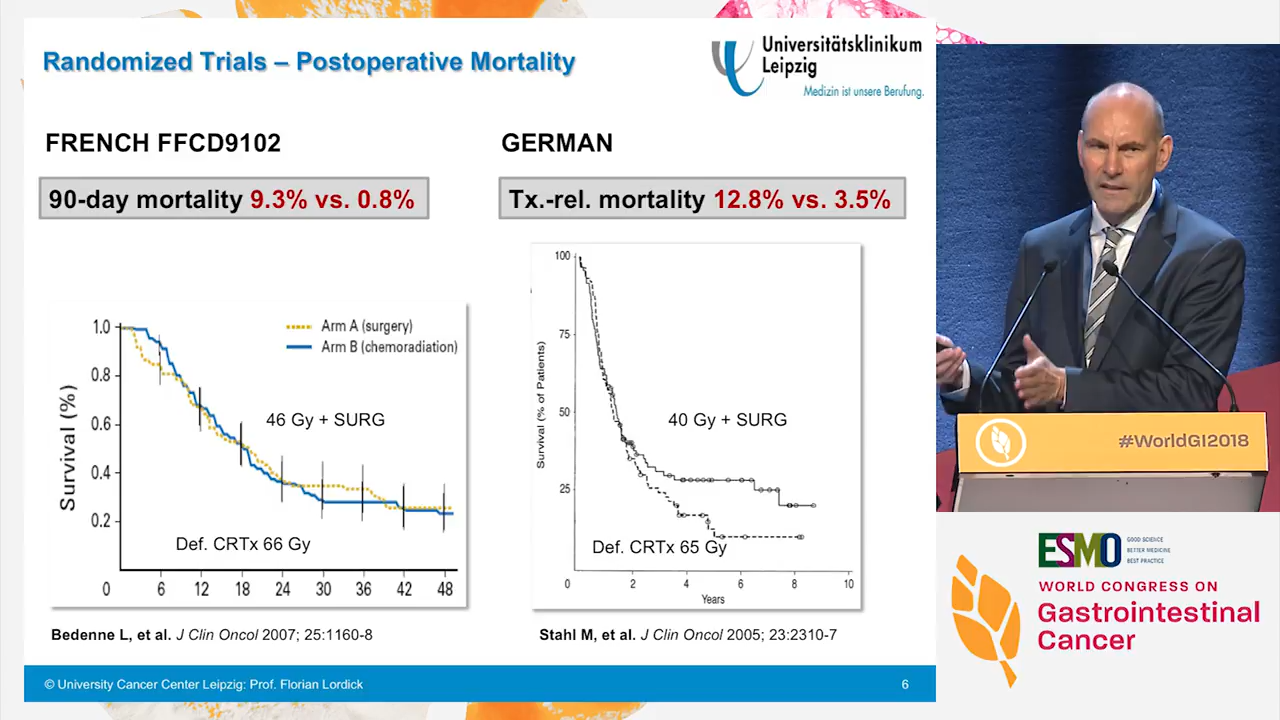 Randomized Trials – Postoperative Mortality
Universitätsklinikum
Leipzig
Medizin ist unsere Berufung.
FRENCH FFCD9102
GERMAN
90-day mortality 9.3% vs. 0.8%
Tx.-rel. mortality 12.8% vs. 3.5%
Survival (%)
1.0
0.8
0.6
0.4
0.2
0 6 12 18 24 30 36 42 48
Arm A (surgery)
Arm B (chemoradiation)
46 Gy + SURG
Def. CRTx 66 Gy
Survival (% of Patients)
100
75
50
25
0 2 4 6 8 10
Years
40 Gy + SURG
Def. CRTx 65 Gy
Bedenne L, et al. J Clin Oncol 2007; 25:1160-8
Stahl M, et al. J Clin Oncol 2005; 23:2310-7
© University Cancer Center Leipzig: Prof. Florian Lordick
6
#WorldGI2018
ESMO
GOOD SCIENCE
BETTER MEDICINE
BEST PRACTICE
WORLD CONGRESS ON
Gastrointestinal
Cancer